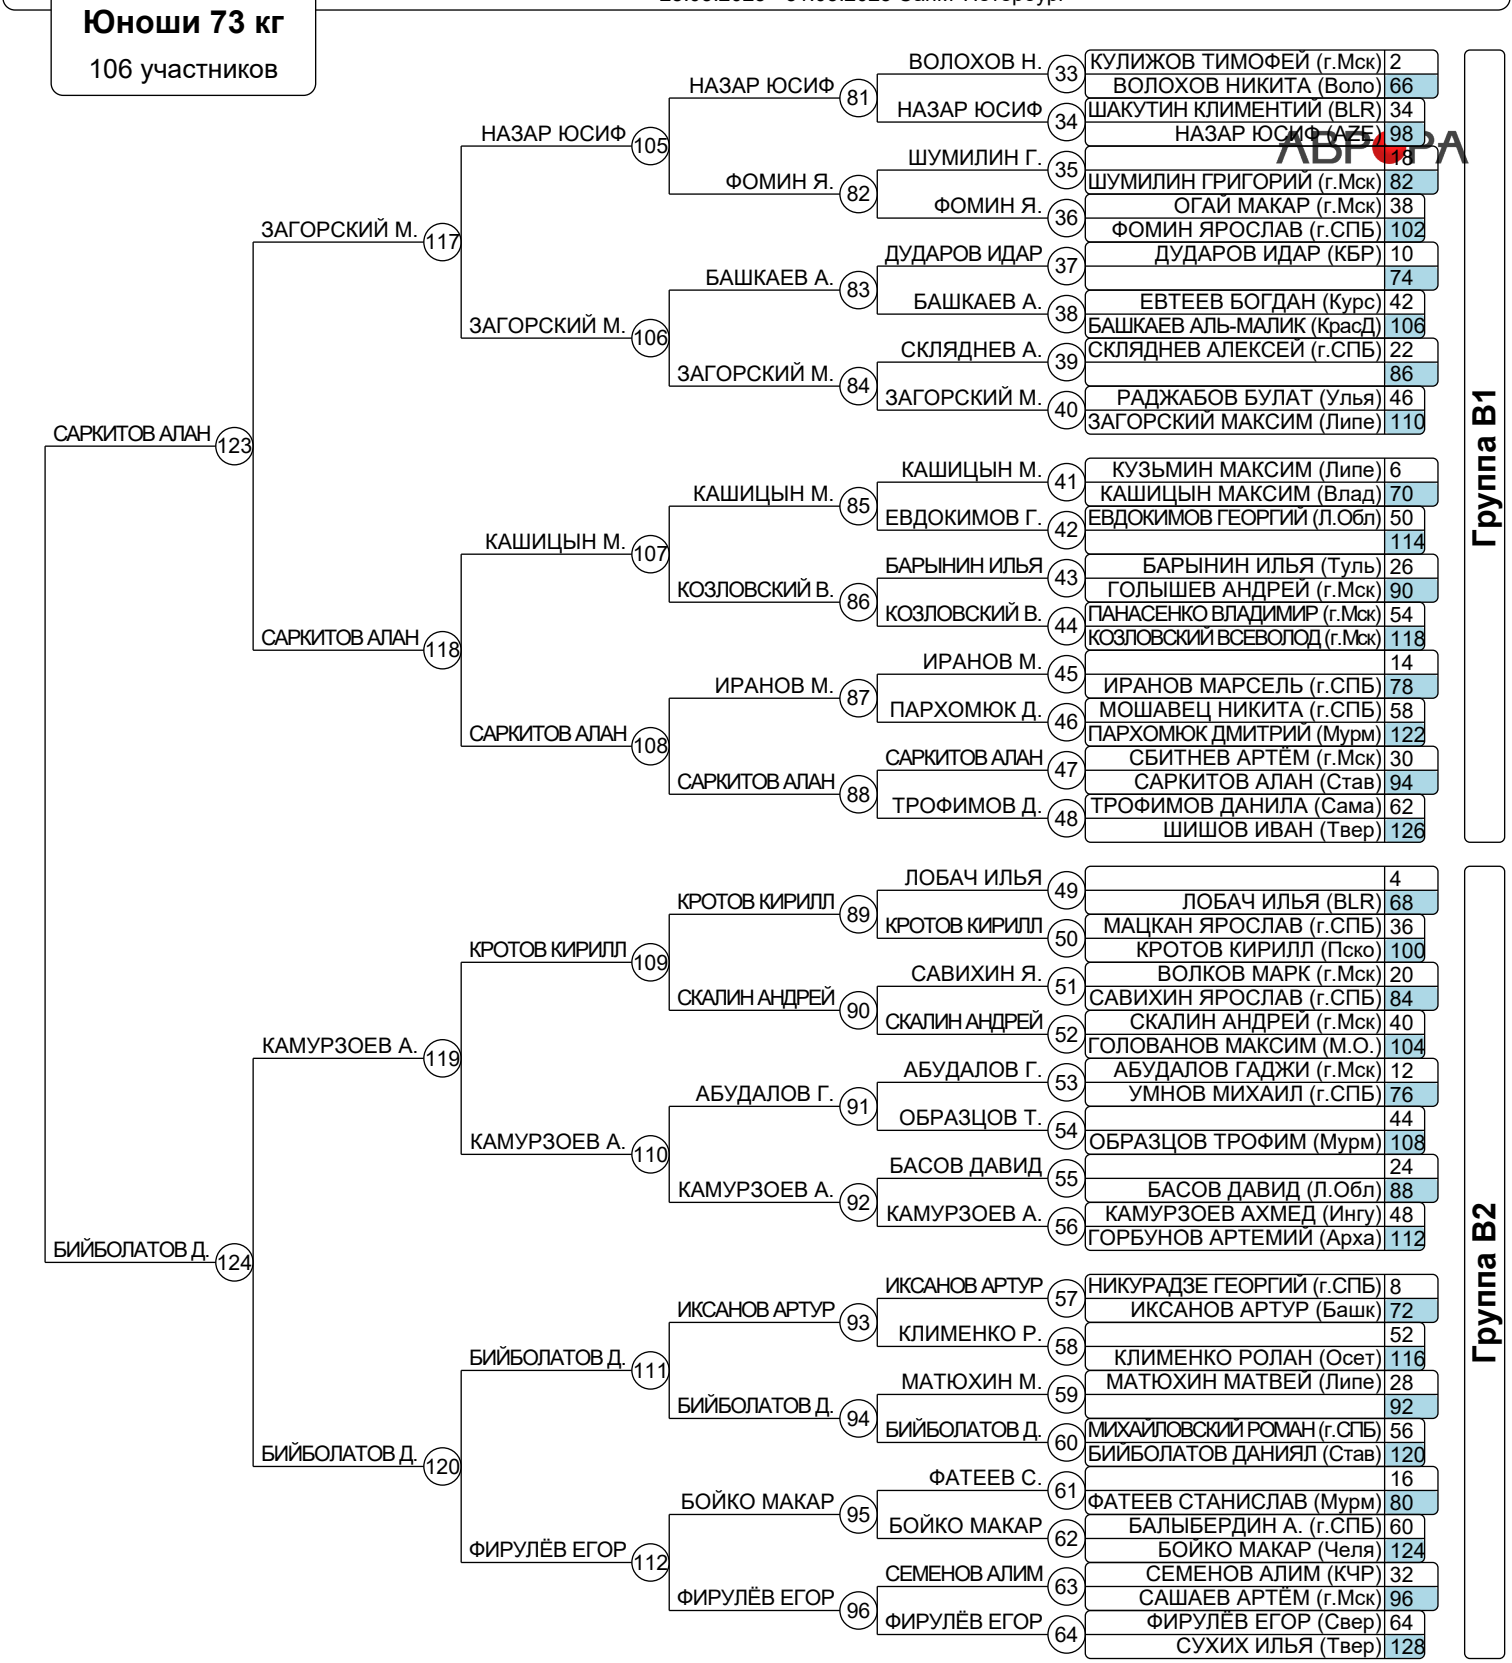 Юноши 73 кг
106 участников
АВРОРА
ВОЛОХОВ Н. 33 КУЛИЖОВ ТИМОФЕЙ (г.Мск) 2
ВОЛОХОВ НИКИТА (Воло) 66
НАЗАР ЮСИФ 81
НАЗАР ЮСИФ 34 ШАКУТИН КЛИМЕНТИЙ (BLR) 34
НАЗАР ЮСИФ (AZE) 98
НАЗАР ЮСИФ 105
ШУМИЛИН Г. 35 18
ШУМИЛИН ГРИГОРИЙ (г.Мск) 82
ФОМИН Я. 82
ФОМИН Я. 36 ОГАЙ МАКАР (г.Мск) 38
ФОМИН ЯРОСЛАВ (г.СПБ) 102
ЗАГОРСКИЙ М. 117
ДУДАРОВ ИДАР 37 ДУДАРОВ ИДАР (КБР) 10
74
БАШКАЕВ А. 83
БАШКАЕВ А. 38 ЕВТЕЕВ БОГДАН (Курс) 42
БАШКАЕВ АЛЬ-МАЛИК (КрасД) 106
ЗАГОРСКИЙ М. 106
СКЛЯДНЕВ А. 39 СКЛЯДНЕВ АЛЕКСЕЙ (г.СПБ) 22
86
ЗАГОРСКИЙ М. 84
ЗАГОРСКИЙ М. 40 РАДЖАБОВ БУЛАТ (Улья) 46
ЗАГОРСКИЙ МАКСИМ (Липе) 110
Группа B1
САРКИТОВ АЛАН 123
КАШИЦЫН М. 41 КУЗЬМИН МАКСИМ (Липе) 6
КАШИЦЫН МАКСИМ (Влад) 70
КАШИЦЫН М. 85
ЕВДОКИМОВ Г. 42 ЕВДОКИМОВ ГЕОРГИЙ (Л.Обл) 50
114
КАШИЦЫН М. 107
БАРЫНИН ИЛЬЯ 43 БАРЫНИН ИЛЬЯ (Туль) 26
ГОЛЫШЕВ АНДРЕЙ (г.Мск) 90
КОЗЛОВСКИЙ В. 86
КОЗЛОВСКИЙ В. 44 ПАНАСЕНКО ВЛАДИМИР (г.Мск) 54
КОЗЛОВСКИЙ ВСЕВОЛОД (г.Мск) 118
САРКИТОВ АЛАН 118
ИРАНОВ М. 45 14
ИРАНОВ МАРСЕЛЬ (г.СПБ) 78
ИРАНОВ М. 87
ПАРХОМЮК Д. 46 МОШАВЕЦ НИКИТА (г.СПБ) 58
ПАРХОМЮК ДМИТРИЙ (Мурм) 122
САРКИТОВ АЛАН 108
САРКИТОВ АЛАН 47 СБИТНЕВ АРТЁМ (г.Мск) 30
САРКИТОВ АЛАН (Став) 94
САРКИТОВ АЛАН 88
ТРОФИМОВ Д. 48 ТРОФИМОВ ДАНИЛА (Сама) 62
ШИШОВ ИВАН (Твер) 126
ЛОБАЧ ИЛЬЯ 49 4
ЛОБАЧ ИЛЬЯ (BLR) 68
КРОТОВ КИРИЛЛ 89
КРОТОВ КИРИЛЛ 50 МАЦКАН ЯРОСЛАВ (г.СПБ) 36
КРОТОВ КИРИЛЛ (Пско) 100
КРОТОВ КИРИЛЛ 109
САВИХИН Я. 51 ВОЛКОВ МАРК (г.Мск) 20
САВИХИН ЯРОСЛАВ (г.СПБ) 84
СКАЛИН АНДРЕЙ 90
СКАЛИН АНДРЕЙ 52 СКАЛИН АНДРЕЙ (г.Мск) 40
ГОЛОВАНОВ МАКСИМ (М.О.) 104
КАМУРЗОЕВ А. 119
АБУДАЛОВ Г. 53 АБУДАЛОВ ГАДЖИ (г.Мск) 12
УМНОВ МИХАИЛ (г.СПБ) 76
АБУДАЛОВ Г. 91
ОБРАЗЦОВ Т. 54 44
ОБРАЗЦОВ ТРОФИМ (Мурм) 108
КАМУРЗОЕВ А. 110
БАСОВ ДАВИД 55 24
БАСОВ ДАВИД (Л.Обл) 88
КАМУРЗОЕВ А. 92
КАМУРЗОЕВ А. 56 КАМУРЗОЕВ АХМЕД (Ингу) 48
ГОРБУНОВ АРТЕМИЙ (Арха) 112
Группа B2
БИЙБОЛАТОВ Д. 124
ИКСАНОВ АРТУР 57 НИКУРАДЗЕ ГЕОРГИЙ (г.СПБ) 8
ИКСАНОВ АРТУР (Башк) 72
ИКСАНОВ АРТУР 93
КЛИМЕНКО Р. 58 52
КЛИМЕНКО РОЛАН (Осет) 116
БИЙБОЛАТОВ Д. 111
МАТЮХИН М. 59 МАТЮХИН МАТВЕЙ (Липе) 28
92
БИЙБОЛАТОВ Д. 94
БИЙБОЛАТОВ Д. 60 МИХАЙЛОВСКИЙ РОМАН (г.СПБ) 56
БИЙБОЛАТОВ ДАНИЯЛ (Став) 120
БИЙБОЛАТОВ Д. 120
ФАТЕЕВ С. 61 16
ФАТЕЕВ СТАНИСЛАВ (Мурм) 80
БОЙКО МАКАР 95
БОЙКО МАКАР 62 БАЛЫБЕРДИН А. (г.СПБ) 60
БОЙКО МАКАР (Челя) 124
ФИРУЛЁВ ЕГОР 112
СЕМЕНОВ АЛИМ 63 СЕМЕНОВ АЛИМ (КЧР) 32
САШАЕВ АРТЁМ (г.Мск) 96
ФИРУЛЁВ ЕГОР 96
ФИРУЛЁВ ЕГОР 64 ФИРУЛЁВ ЕГОР (Свер) 64
СУХИХ ИЛЬЯ (Твер) 128